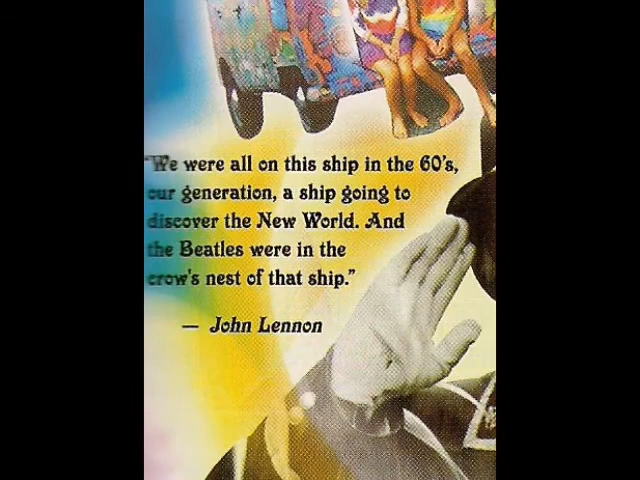 "We were all on this ship in the 60's,
our generation, a ship going to
discover the New World. And
the Beatles were in the
crow's nest of that ship."
— John Lennon